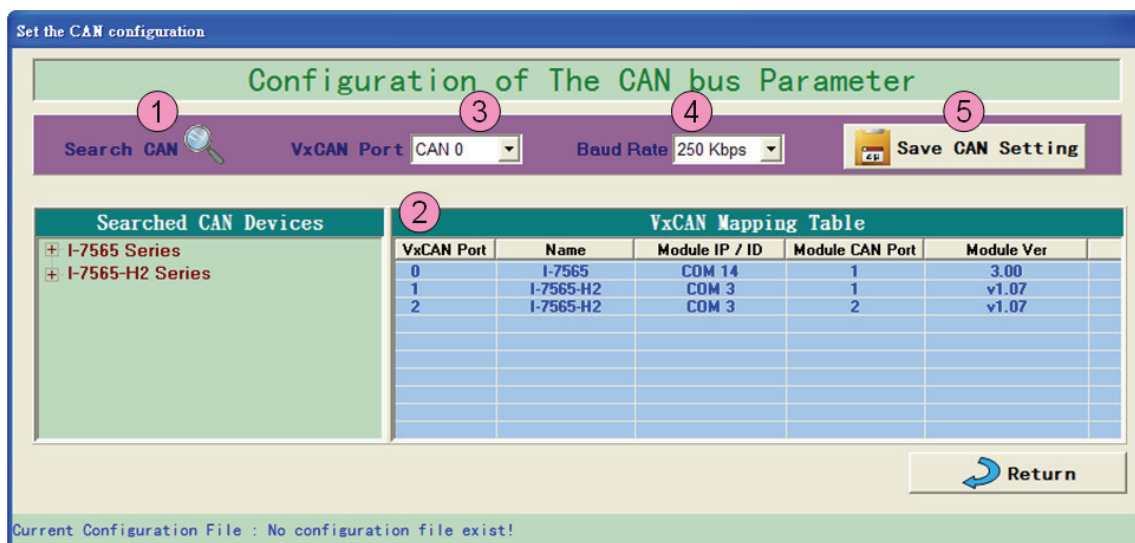 Set the CAN configuration
Configuration of The CAN bus Parameter
1 3 4 5
Search CAN VxCAN Port CAN 0 Baud Rate 250 Kbps Save CAN Setting
2
Searched CAN Devices VxCAN Mapping Table
I-7565 Series
I-7565-H2 Series
VxCAN Port Name Module IP / ID Module CAN Port Module Ver
0 I-7565 COM 14 1 3.00
1 I-7565-H2 COM 3 1 v1.07
2 I-7565-H2 COM 3 2 v1.07
Return
Current Configuration File : No configuration file exist!